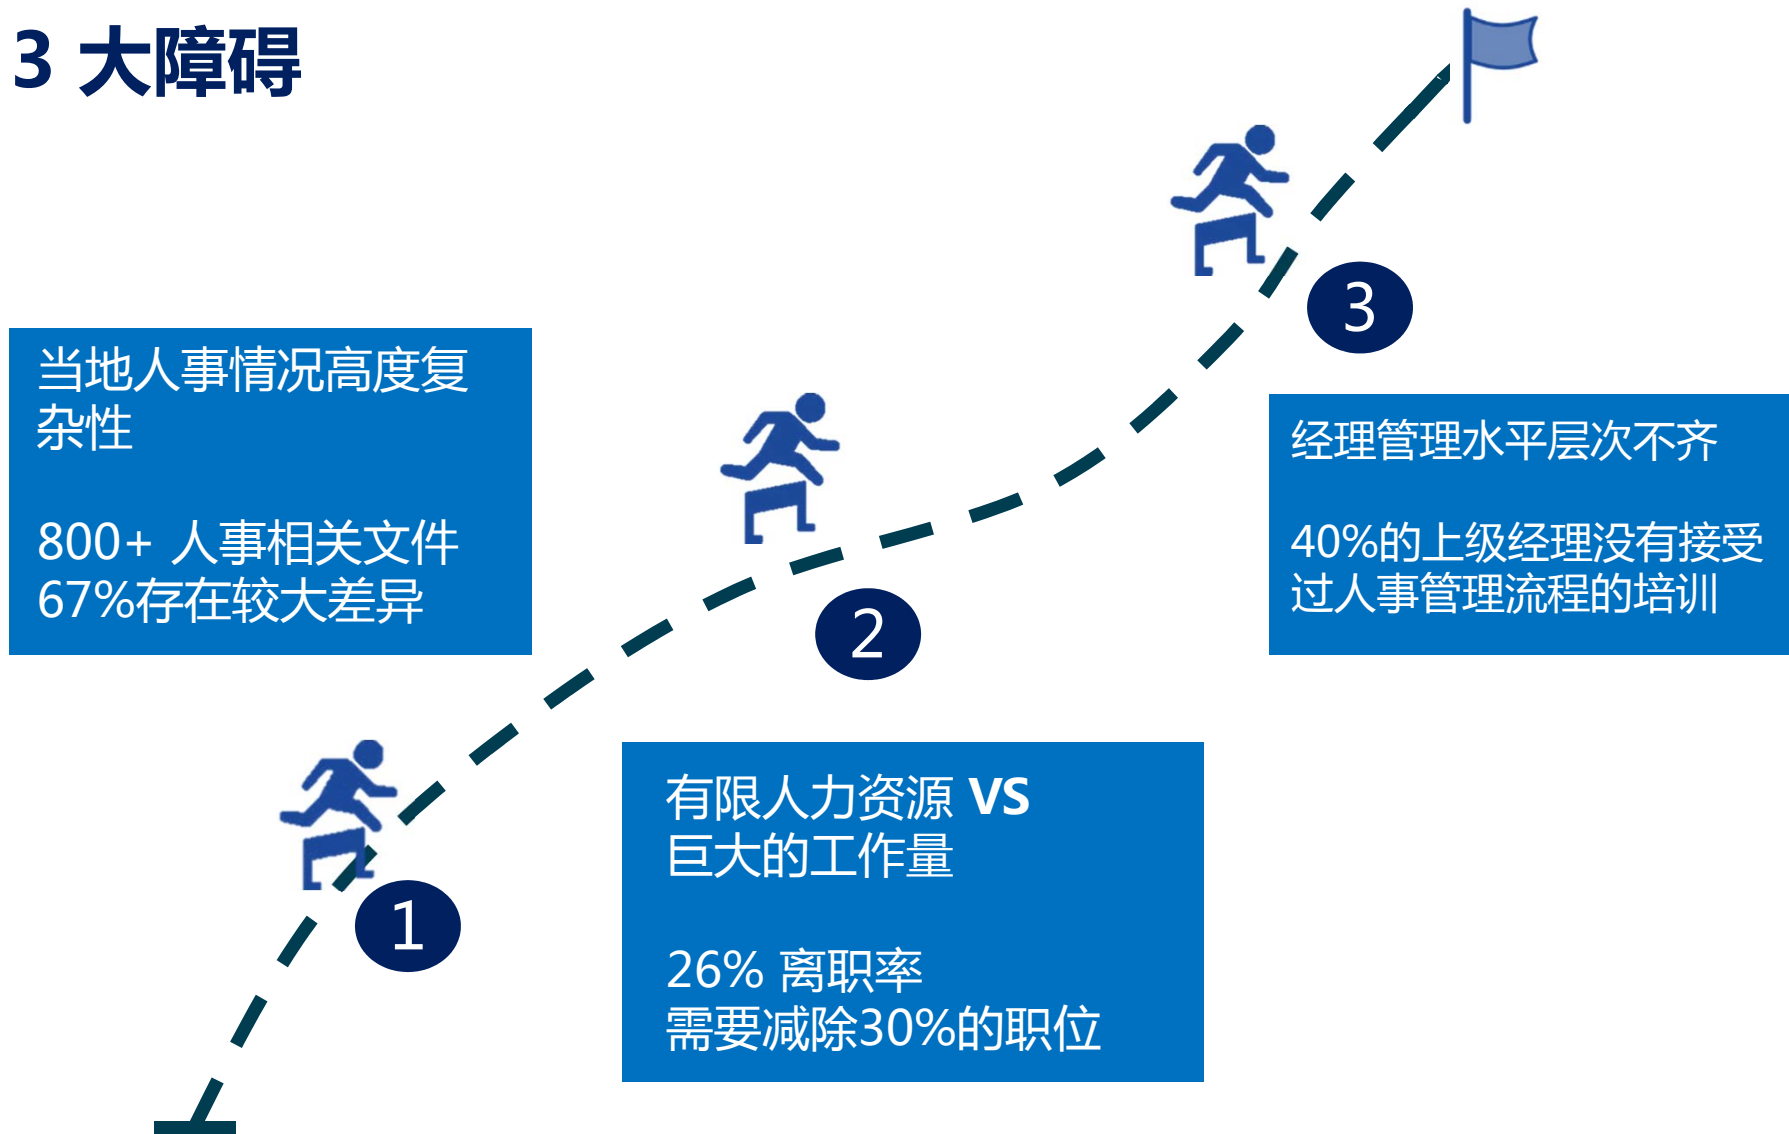 3 大障碍
当地人事情况高度复
杂性
800+ 人事相关文件
67%存在较大差异
1
有限人力资源 VS
巨大的工作量
26% 离职率
需要减除30%的职位
2
经理管理水平层次不齐
40%的上级经理没有接受
过人事管理流程的培训
3